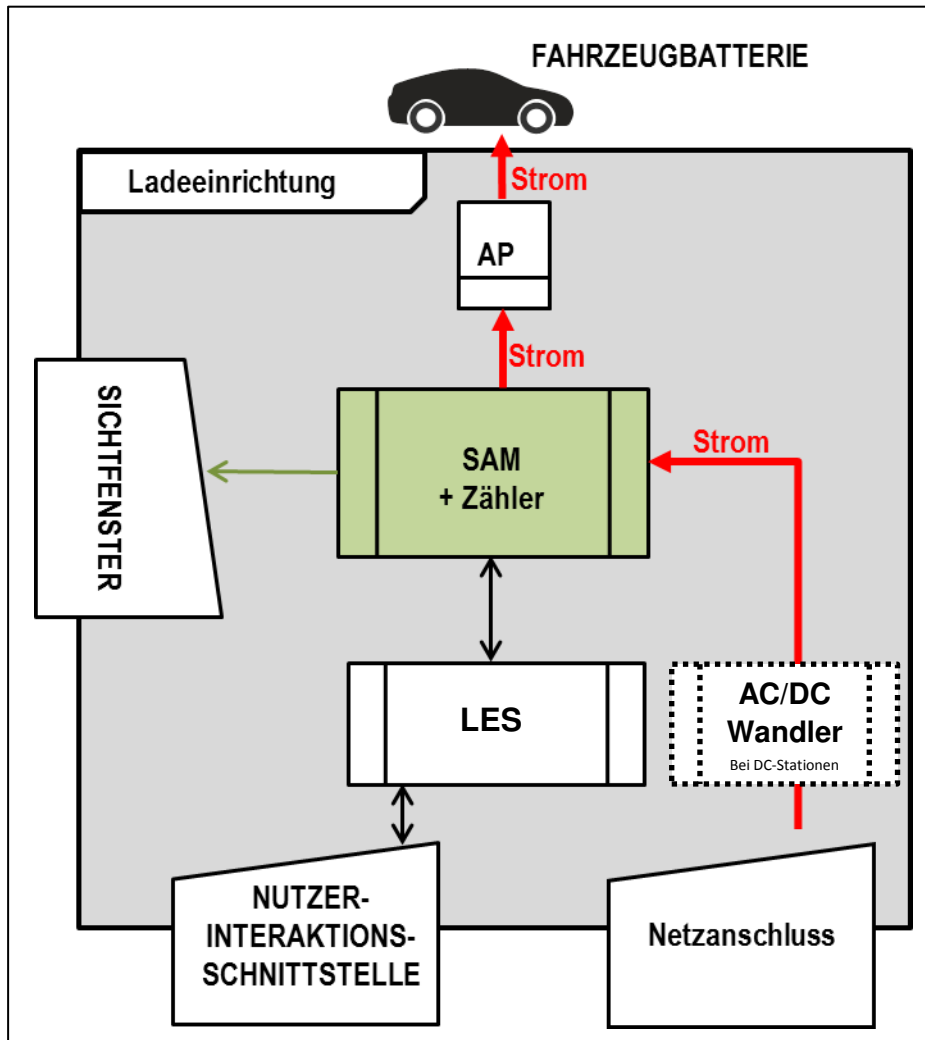 FAHRZEUGBATTERIE
Ladeeinrichtung
Strom
AP
Strom
SICHTFENSTER
SAM
+ Zähler
Strom
LES
AC/DC
Wandler
Bei DC-Stationen
NUTZER-
INTERAKTIONS-
SCHNITTSTELLE
Netzanschluss